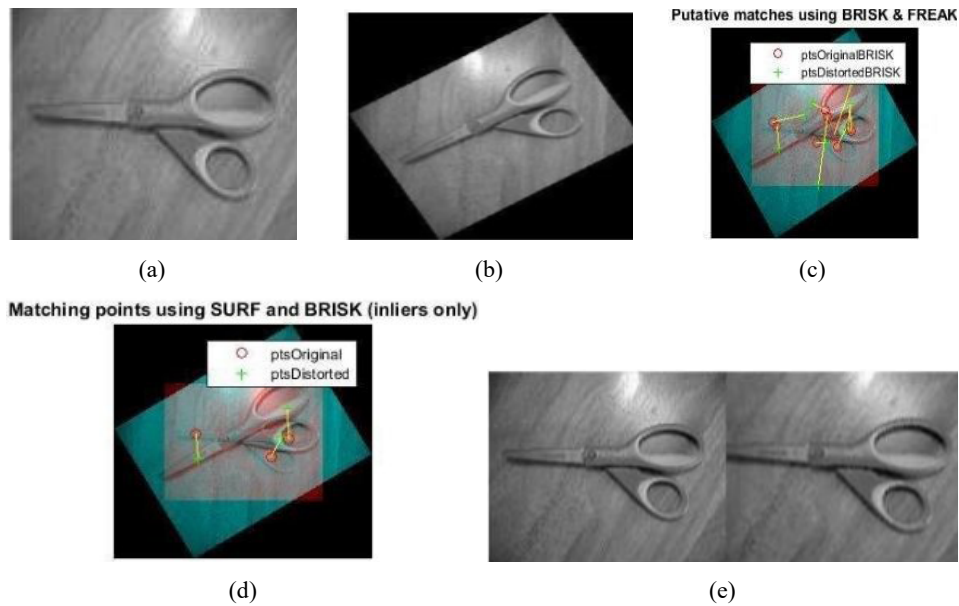 Putative matches using BRISK & FREAK
ptsOriginalBRISK
ptsDistortedBRISK
(a)
(b)
(c)
Matching points using SURF and BRISK (inliers only)
ptsOriginal
ptsDistorted
(d)
(e)